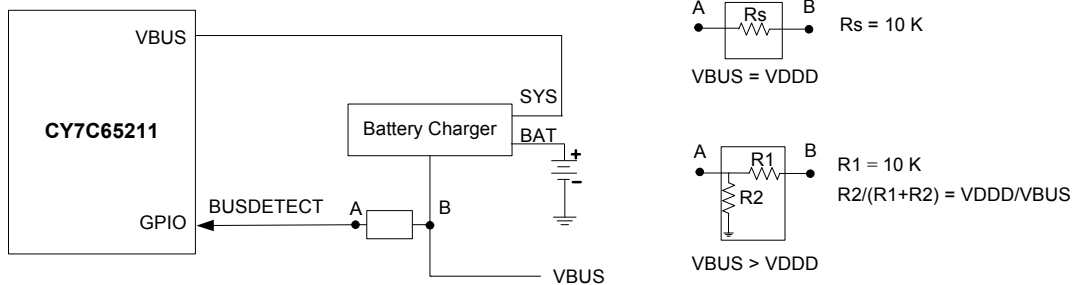 VBUS
CY7C65211
GPIO
BUSDETECT
A
B
SYS
Battery Charger
BAT
+
-
VBUS
A
Rs
B
Rs = 10 K
VBUS = VDDD
A
R1
B
R2
R1 = 10 K
R2/(R1+R2) = VDDD/VBUS
VBUS > VDDD